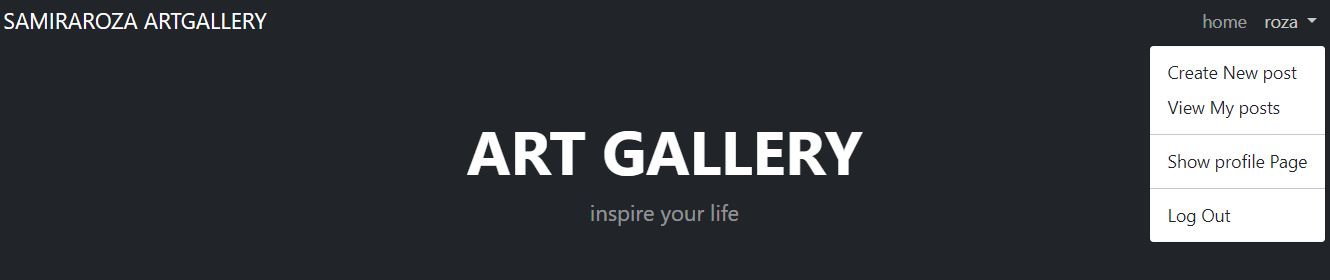 SAMIRAROZA ARTGALLERY
home
roza
Create New post
View My posts
Show profile Page
Log Out
ART GALLERY
inspire your life